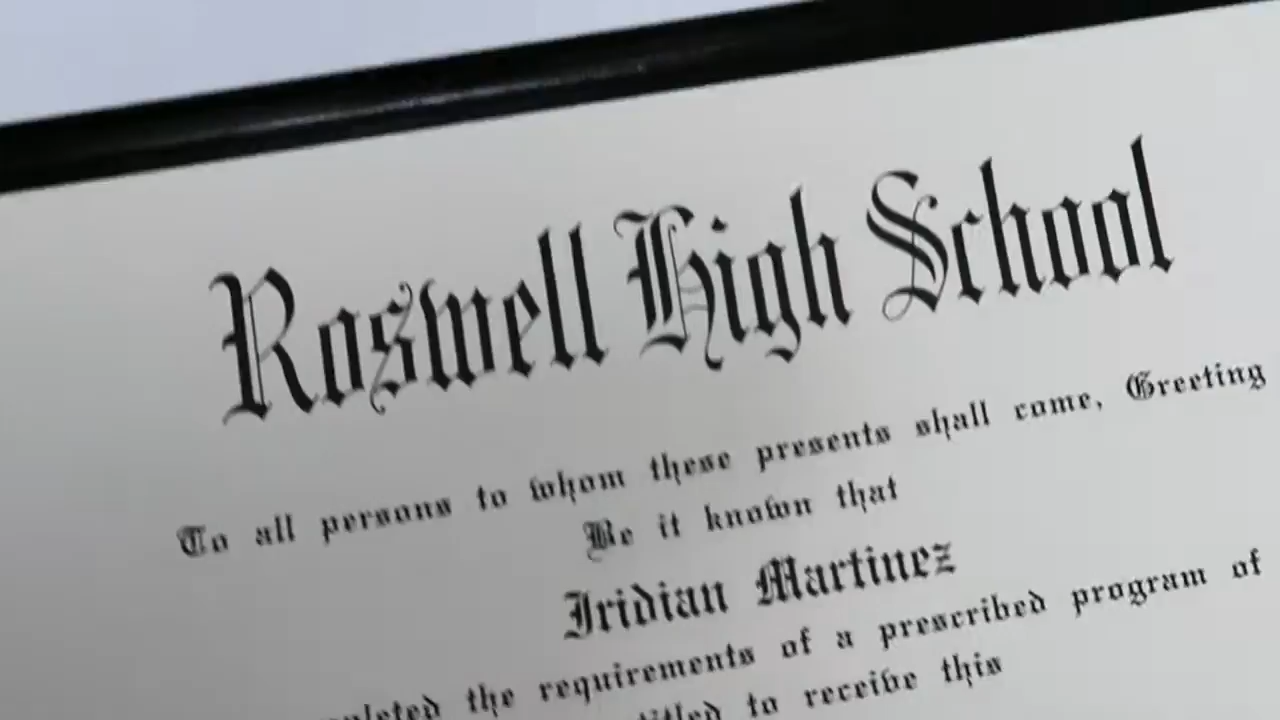 Roswell High School
To all persons to whom these presents shall come, Greeting
Be it known that
Iridian Martinez
the requirements of a prescribed program of
to receive this